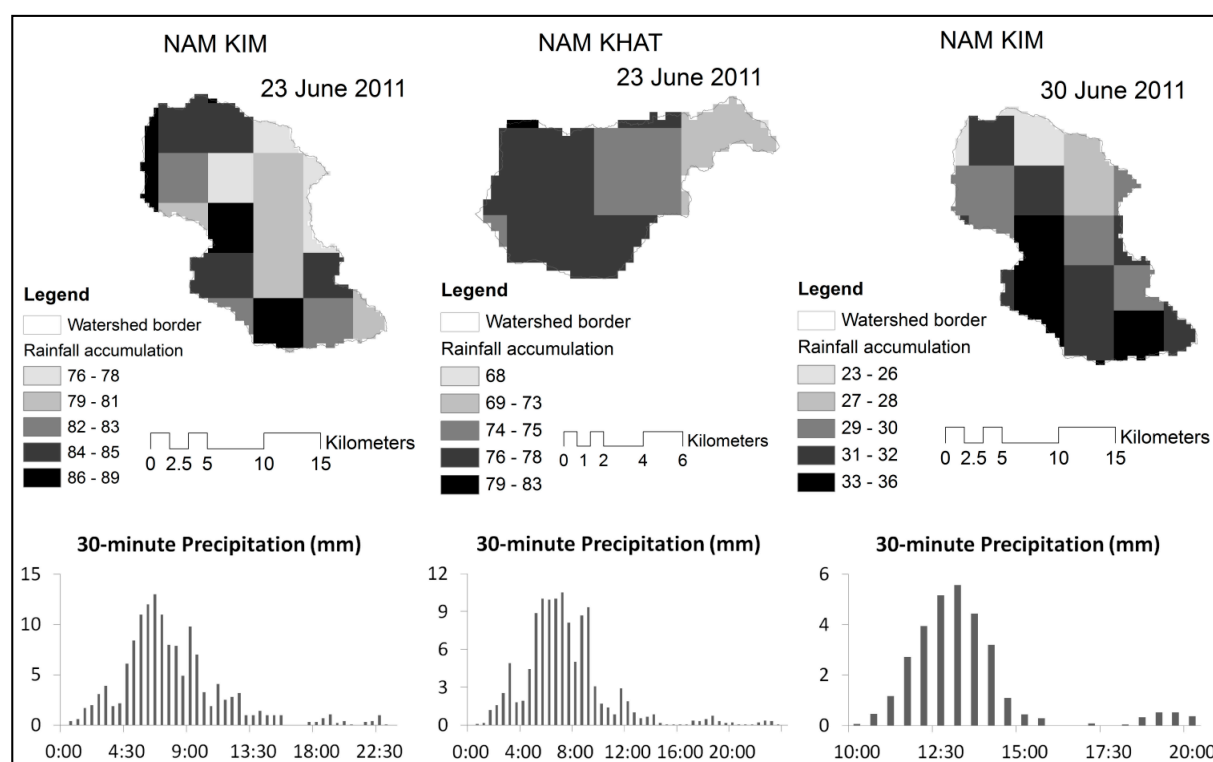 NAM KIM
23 June 2011
Legend
Watershed border
Rainfall accumulation
76 - 78
79 - 81
82 - 83
84 - 85
86 - 89
Kilometers
0 2.5 5 10 15
NAM KHAT
23 June 2011
Legend
Watershed border
Rainfall accumulation
68
69 - 73
74 - 75
76 - 78
79 - 83
Kilometers
0 1 2 4 6
NAM KIM
30 June 2011
Legend
Watershed border
Rainfall accumulation
23 - 26
27 - 28
29 - 30
31 - 32
33 - 36
Kilometers
0 2.5 5 10 15
30-minute Precipitation (mm)
15
10
5
0
0:00 4:30 9:00 13:30 18:00 22:30
30-minute Precipitation (mm)
12
9
6
3
0
0:00 4:00 8:00 12:00 16:00 20:00
30-minute Precipitation (mm)
6
4
2
0
10:00 12:30 15:00 17:30 20:00